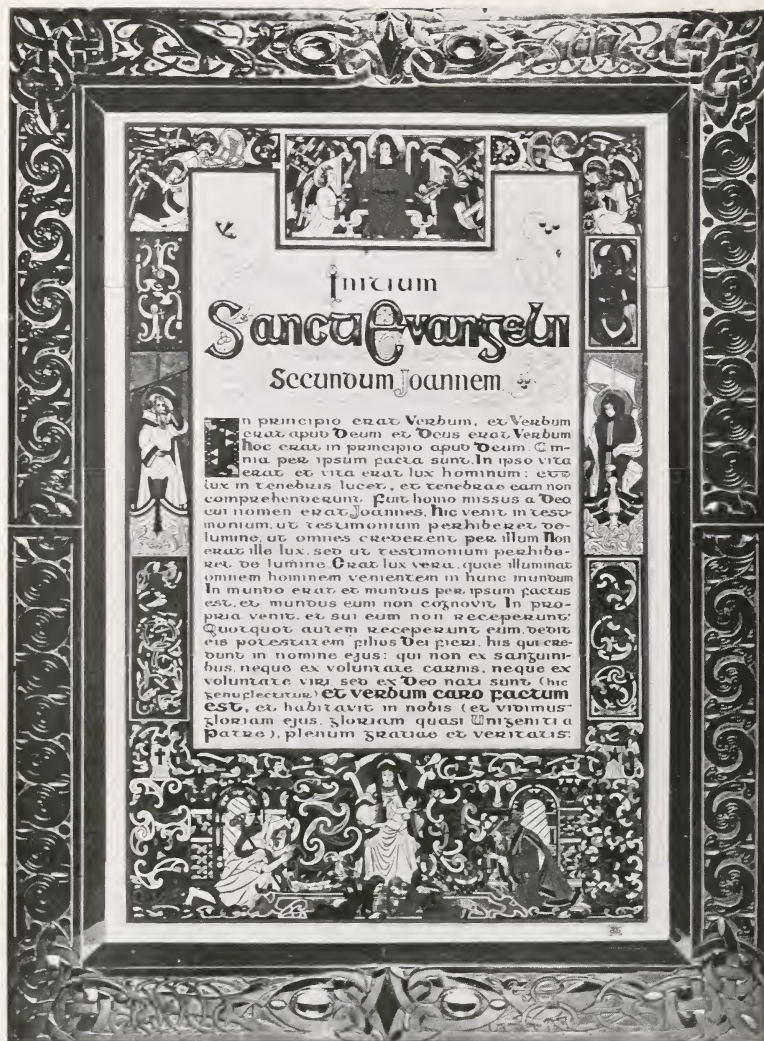 Initium
Sancti Evangelii
Secundum Joannem
In principio erat Verbum, et Verbum
erat apud Deum et Deus erat Verbum
Hoc erat in principio apud Deum. Om-
nia per ipsum facta sunt. In ipso vita
erat et vita erat lux hominum; et
lux in tenebris lucet, et tenebrae eam non
comprehenderunt. Fuit homo missus a Deo
cui nomen erat Joannes. Hic venit in testi-
monium, ut testimonium perhiberet de-
lumine, ut omnes crederent per illum Non
erat ille lux, sed ut testimonium perhibe-
ret de lumine. Erat lux vera, quae illuminat
omnem hominem venientem in hunc mundum
In mundo erat et mundus per ipsum factus
est, et mundus eum non cognovit In pro-
pria venit, et sui eum non receperunt.
Quotquot autem receperunt eum, dedit
eis potestatem filios Dei fieri, his qui cre-
dunt in nomine ejus: qui non ex sanguini-
bus, neque ex voluntate carnis, neque ex
voluntate viri, sed ex Deo nati sunt (hic
genuflectitur) et verbum caro factum
est, et habitavit in nobis (et vidimus
gloriam ejus, gloriam quasi Unigeniti a
Patre), plenum gratiae et veritatis.